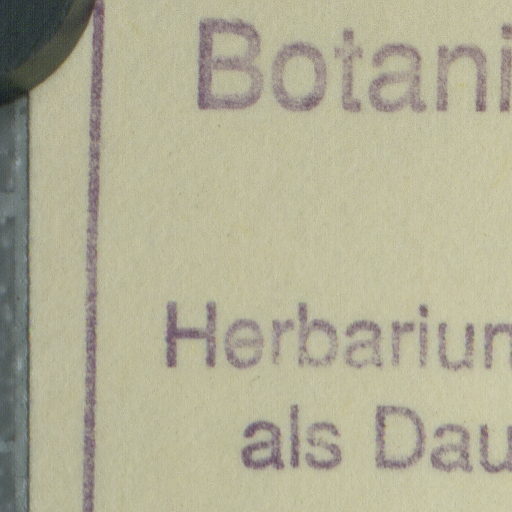 Botani
Herbariun
als Dau